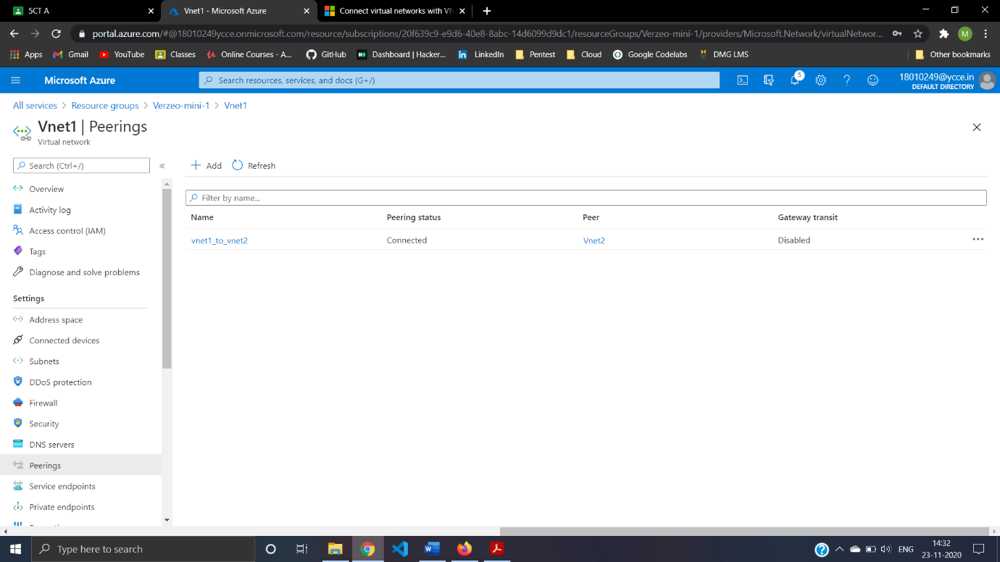 5CT A
Vnet1 - Microsoft Azure
Connect virtual networks with VN
portal.azure.com/#@18010249ycce.onmicrosoft.com/resource/subscriptions/20f639c9-e9d6-40e8-8abc-14d6099d9dc1/resourceGroups/Verzeo-mini-1/providers/Microsoft.Network/virtualNetwor...
M
Apps
Gmail
YouTube
Classes
Online Courses - A...
GitHub
Dashboard | Hacker...
LinkedIn
Pentest
Cloud
Google Codelabs
DMG LMS
Other bookmarks
Microsoft Azure
Search resources, services, and docs (G+/)
5
18010249@ycce.in
DEFAULT DIRECTORY
All services > Resource groups > Verzeo-mini-1 > Vnet1
Vnet1 | Peerings
Virtual network
Search (Ctrl+/)
«
Overview
Activity log
Access control (IAM)
Tags
Diagnose and solve problems
Settings
Address space
Connected devices
Subnets
DDoS protection
Firewall
Security
DNS servers
Peerings
Service endpoints
Private endpoints
Add
Refresh
Filter by name...
Name Peering status Peer Gateway transit
vnet1_to_vnet2 Connected Vnet2 Disabled
Type here to search
ENG
14:32
23-11-2020